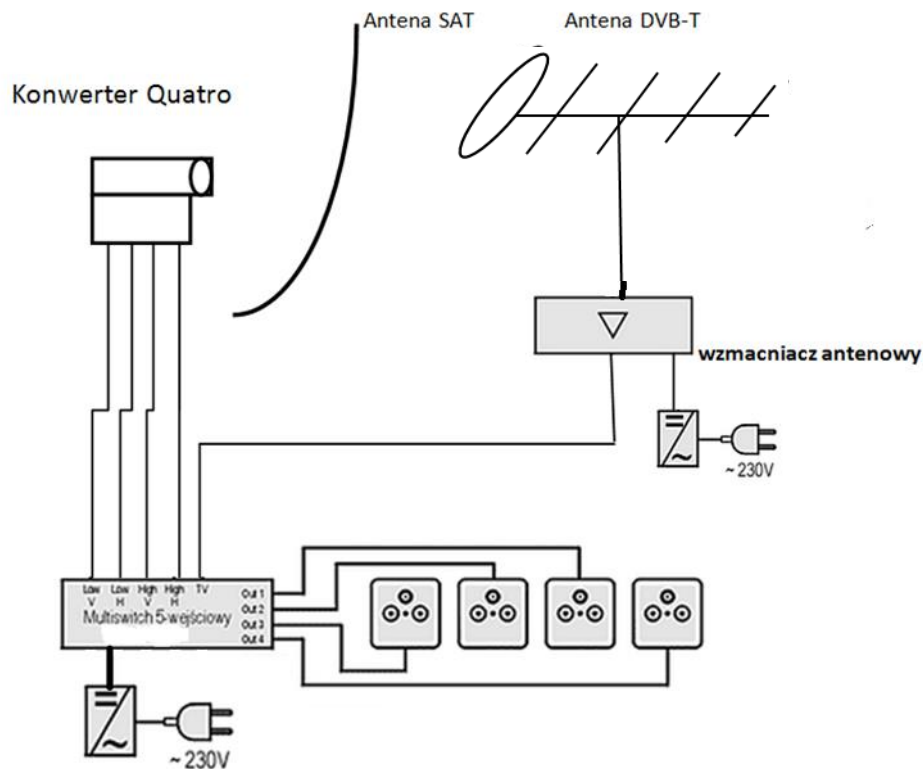 Antena SAT
Antena DVB-T
Konwerter Quatro
wzmacniacz antenowy
~ 230V
Low V
Low H
High V
High H
TV
Out 1
Out 2
Out 3
Out 4
Multiswitch 5-wejściowy
~ 230V